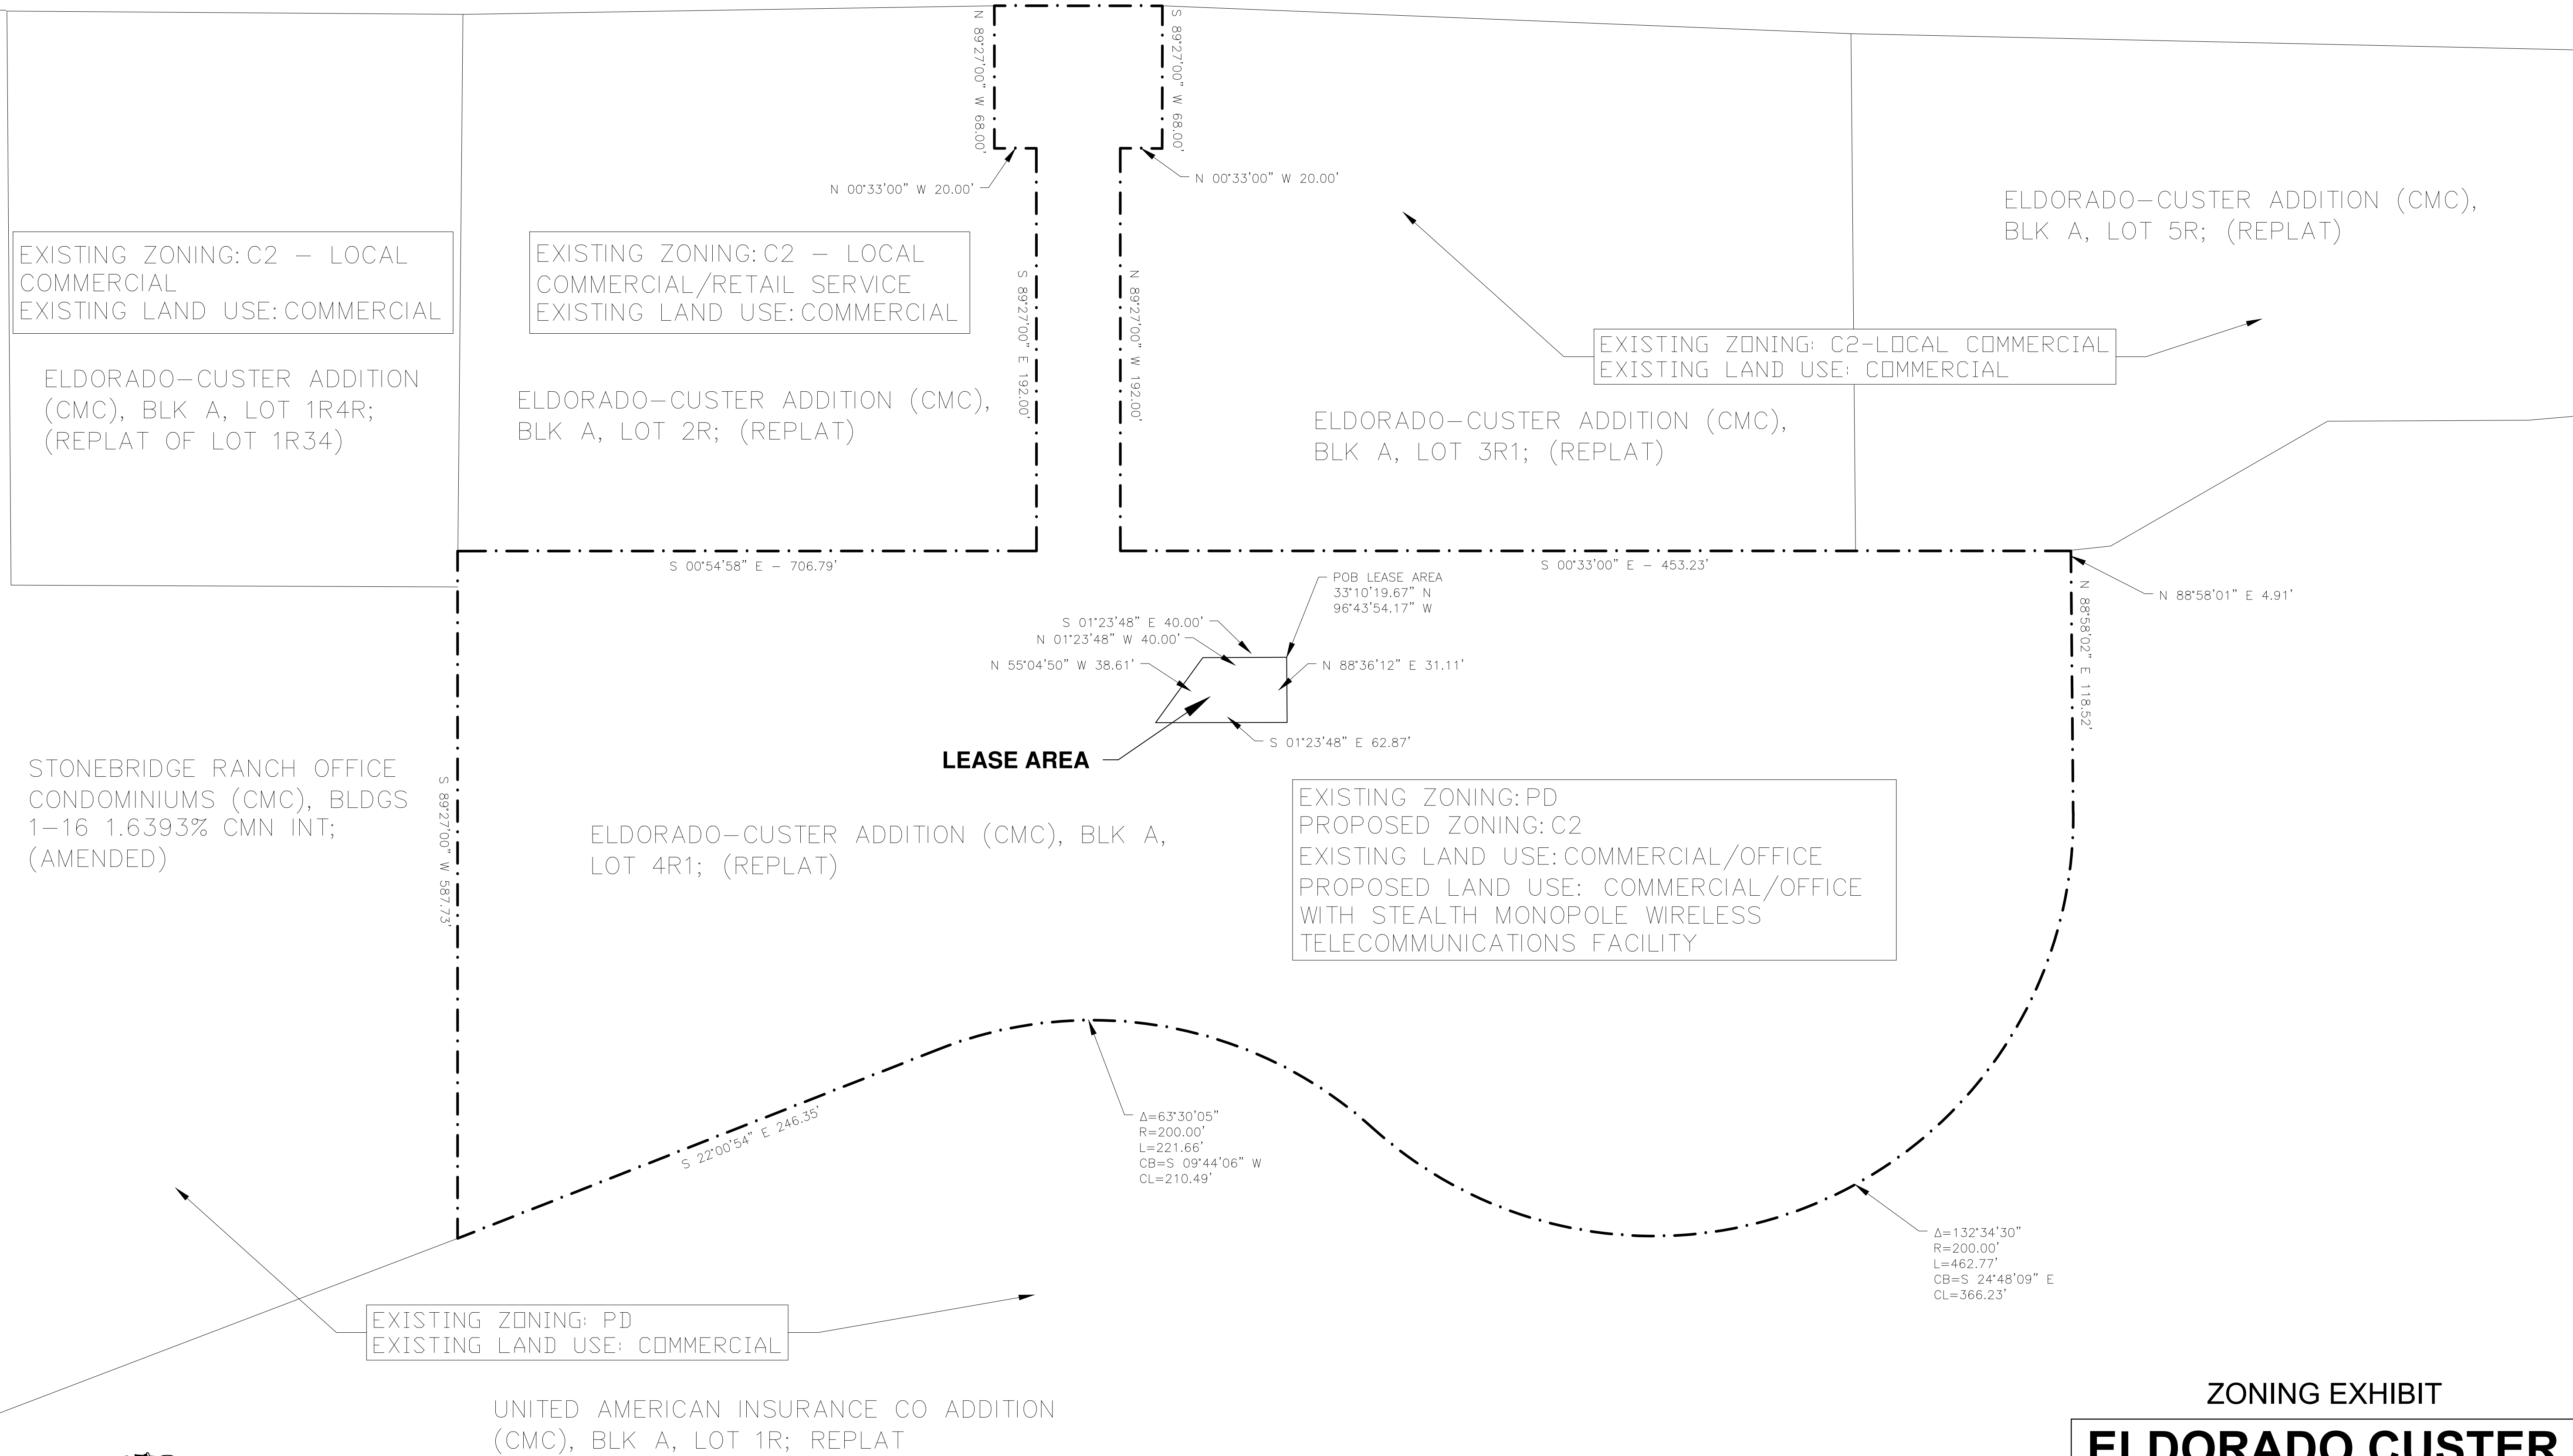 N 89°27'00" W 68.00'
S 89°27'00" W 68.00'
N 00°33'00" W 20.00'
N 00°33'00" W 20.00'
EXISTING ZONING: C2 – LOCAL
COMMERCIAL
EXISTING LAND USE: COMMERCIAL
ELDORADO–CUSTER ADDITION
(CMC), BLK A, LOT 1R4R;
(REPLAT OF LOT 1R34)
EXISTING ZONING: C2 – LOCAL
COMMERCIAL/RETAIL SERVICE
EXISTING LAND USE: COMMERCIAL
ELDORADO–CUSTER ADDITION (CMC),
BLK A, LOT 2R; (REPLAT)
S 89°27'00" E 192.00'
N 89°27'00" W 192.00'
ELDORADO–CUSTER ADDITION (CMC),
BLK A, LOT 5R; (REPLAT)
EXISTING ZONING: C2-LOCAL COMMERCIAL
EXISTING LAND USE: COMMERCIAL
ELDORADO–CUSTER ADDITION (CMC),
BLK A, LOT 3R1; (REPLAT)
S 00°54'58" E – 706.79'
S 00°33'00" E – 453.23'
POB LEASE AREA
33°10'19.67" N
96°43'54.17" W
S 01°23'48" E 40.00'
N 01°23'48" W 40.00'
N 55°04'50" W 38.61'
N 88°36'12" E 31.11'
S 01°23'48" E 62.87'
LEASE AREA
N 88°58'01" E 4.91'
N 88°58'02" E 118.52'
STONEBRIDGE RANCH OFFICE
CONDOMINIUMS (CMC), BLDGS
1–16 1.6393% CMN INT;
(AMENDED)
S 89°27'00" W 587.73'
ELDORADO–CUSTER ADDITION (CMC), BLK A,
LOT 4R1; (REPLAT)
EXISTING ZONING: PD
PROPOSED ZONING: C2
EXISTING LAND USE: COMMERCIAL/OFFICE
PROPOSED LAND USE: COMMERCIAL/OFFICE
WITH STEALTH MONOPOLE WIRELESS
TELECOMMUNICATIONS FACILITY
S 22°00'54" E 246.35'
Δ=63°30'05"
R=200.00'
L=221.66'
CB=S 09°44'06" W
CL=210.49'
Δ=132°34'30"
R=200.00'
L=462.77'
CB=S 24°48'09" E
CL=366.23'
EXISTING ZONING: PD
EXISTING LAND USE: COMMERCIAL
UNITED AMERICAN INSURANCE CO ADDITION
(CMC), BLK A, LOT 1R; REPLAT
ZONING EXHIBIT
ELDORADO CUSTER